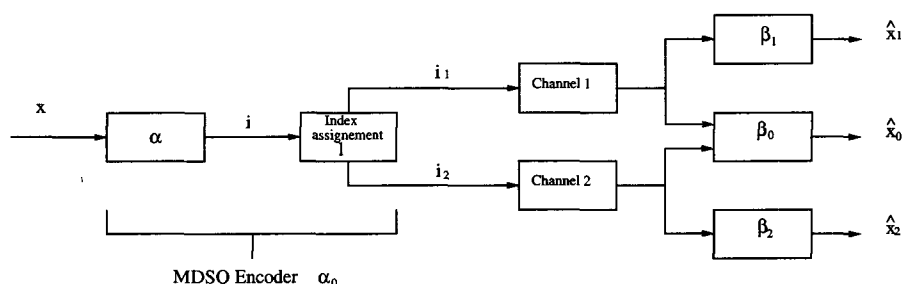 x
α
i
Index
assignement
l
i1
i2
Channel 1
Channel 2
β1
β0
β2
x̂1
x̂0
x̂2
MDSQ Encoder α0